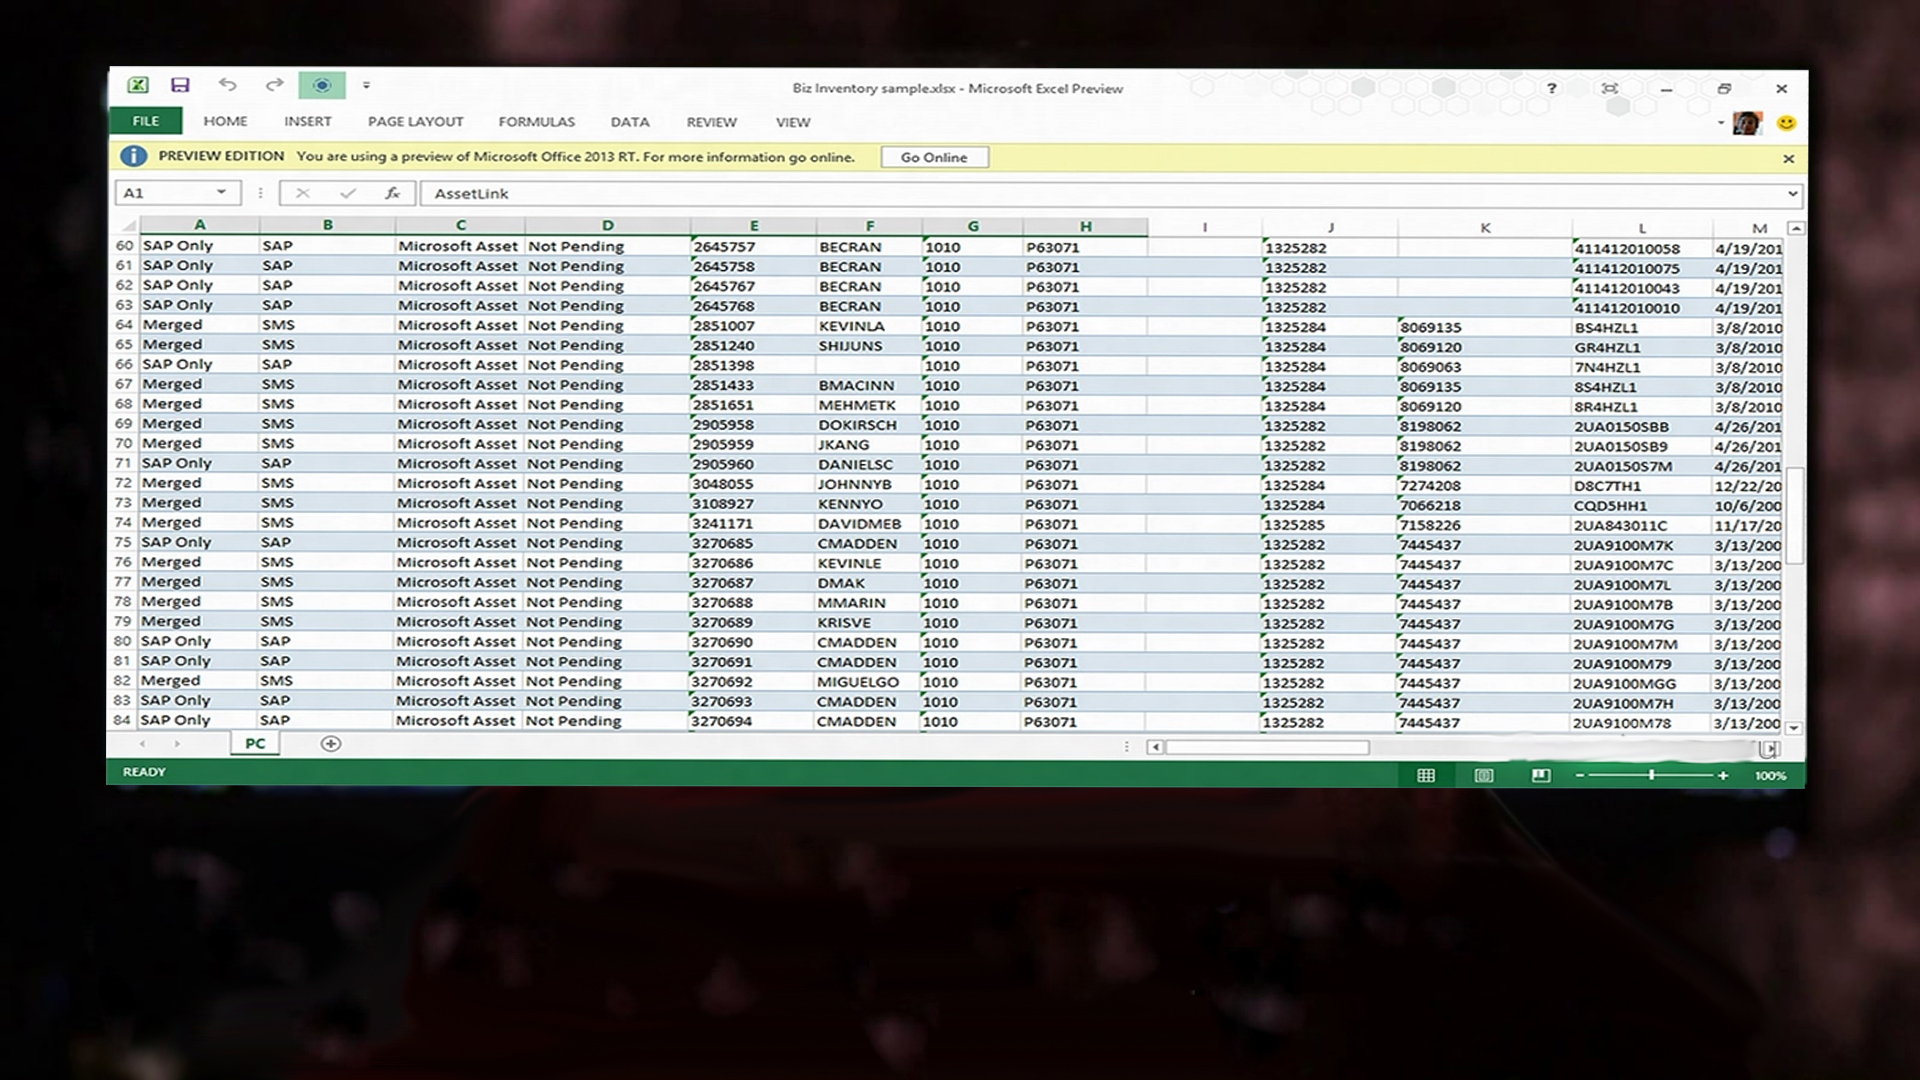 Biz Inventory sample.xlsx - Microsoft Excel Preview
?
FILE HOME INSERT PAGE LAYOUT FORMULAS DATA REVIEW VIEW
PREVIEW EDITION You are using a preview of Microsoft Office 2013 RT. For more information go online. Go Online
A1 fx AssetLink
A B C D E F G H I J K L M
60 SAP Only SAP Microsoft Asset Not Pending 2645757 BECRAN 1010 P63071 1325282 411412010058 4/19/201
61 SAP Only SAP Microsoft Asset Not Pending 2645758 BECRAN 1010 P63071 1325282 411412010075 4/19/201
62 SAP Only SAP Microsoft Asset Not Pending 2645767 BECRAN 1010 P63071 1325282 411412010043 4/19/201
63 SAP Only SAP Microsoft Asset Not Pending 2645768 BECRAN 1010 P63071 1325282 411412010010 4/19/201
64 Merged SMS Microsoft Asset Not Pending 2851007 KEVINLA 1010 P63071 1325284 8069135 BS4HZL1 3/8/2010
65 Merged SMS Microsoft Asset Not Pending 2851240 SHIJUNS 1010 P63071 1325284 8069120 GR4HZL1 3/8/2010
66 SAP Only SAP Microsoft Asset Not Pending 2851398 1010 P63071 1325284 8069063 7N4HZL1 3/8/2010
67 Merged SMS Microsoft Asset Not Pending 2851433 BMACINN 1010 P63071 1325284 8069135 8S4HZL1 3/8/2010
68 Merged SMS Microsoft Asset Not Pending 2851651 MEHMETK 1010 P63071 1325284 8069120 8R4HZL1 3/8/2010
69 Merged SMS Microsoft Asset Not Pending 2905958 DOKIRSCH 1010 P63071 1325282 8198062 2UA0150SBB 4/26/201
70 Merged SMS Microsoft Asset Not Pending 2905959 JKANG 1010 P63071 1325282 8198062 2UA0150SB9 4/26/201
71 SAP Only SAP Microsoft Asset Not Pending 2905960 DANIELSC 1010 P63071 1325282 8198062 2UA0150S7M 4/26/201
72 Merged SMS Microsoft Asset Not Pending 3048055 JOHNNYB 1010 P63071 1325284 7274208 D8C7TH1 12/22/20
73 Merged SMS Microsoft Asset Not Pending 3108927 KENNYO 1010 P63071 1325284 7066218 CQD5HH1 10/6/200
74 Merged SMS Microsoft Asset Not Pending 3241171 DAVIDMEB 1010 P63071 1325285 7158226 2UA843011C 11/17/20
75 SAP Only SAP Microsoft Asset Not Pending 3270685 CMADDEN 1010 P63071 1325282 7445437 2UA9100M7K 3/13/200
76 Merged SMS Microsoft Asset Not Pending 3270686 KEVINLE 1010 P63071 1325282 7445437 2UA9100M7C 3/13/200
77 Merged SMS Microsoft Asset Not Pending 3270687 DMAK 1010 P63071 1325282 7445437 2UA9100M7L 3/13/200
78 Merged SMS Microsoft Asset Not Pending 3270688 MMARIN 1010 P63071 1325282 7445437 2UA9100M7B 3/13/200
79 Merged SMS Microsoft Asset Not Pending 3270689 KRISVE 1010 P63071 1325282 7445437 2UA9100M7G 3/13/200
80 SAP Only SAP Microsoft Asset Not Pending 3270690 CMADDEN 1010 P63071 1325282 7445437 2UA9100M7M 3/13/200
81 SAP Only SAP Microsoft Asset Not Pending 3270691 CMADDEN 1010 P63071 1325282 7445437 2UA9100M79 3/13/200
82 Merged SMS Microsoft Asset Not Pending 3270692 MIGUELGO 1010 P63071 1325282 7445437 2UA9100MGG 3/13/200
83 SAP Only SAP Microsoft Asset Not Pending 3270693 CMADDEN 1010 P63071 1325282 7445437 2UA9100M7H 3/13/200
84 SAP Only SAP Microsoft Asset Not Pending 3270694 CMADDEN 1010 P63071 1325282 7445437 2UA9100M78 3/13/200
PC
READY 100%